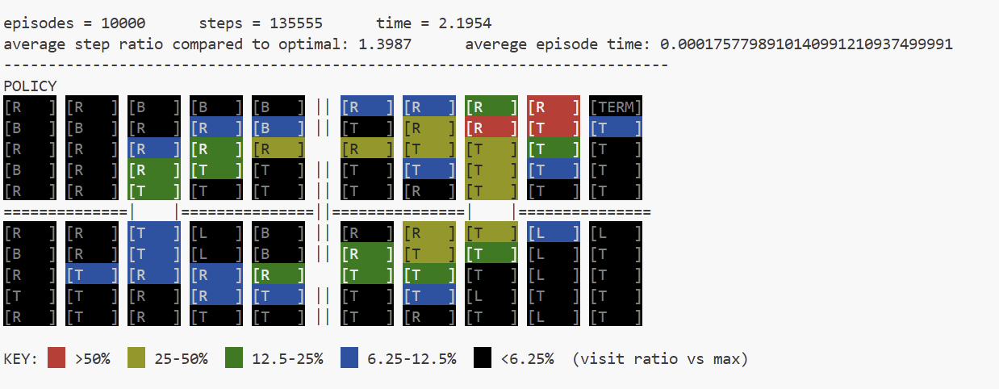 episodes = 10000      steps = 135555      time = 2.1954
average step ratio compared to optimal: 1.3987      averege episode time: 0.00017577989101409912109374999​91
---------------------------------------------------------------------------
POLICY
[R   ] [R   ] [B   ] [B   ] [B   ] || [R   ] [R   ] [R   ] [R   ] [TERM]
[B   ] [B   ] [R   ] [R   ] [B   ] || [T   ] [R   ] [R   ] [T   ] [T   ]
[R   ] [R   ] [R   ] [R   ] [R   ]    [R   ] [T   ] [T   ] [T   ] [T   ]
[B   ] [R   ] [R   ] [T   ] [T   ] || [T   ] [T   ] [T   ] [T   ] [T   ]
[R   ] [R   ] [T   ] [T   ] [T   ] || [T   ] [R   ] [T   ] [T   ] [T   ]
==============|    |===============||===============|    |===============
[R   ] [R   ] [T   ] [L   ] [B   ] || [R   ] [R   ] [T   ] [L   ] [L   ]
[B   ] [R   ] [T   ] [L   ] [B   ] || [R   ] [T   ] [T   ] [L   ] [T   ]
[R   ] [T   ] [R   ] [R   ] [R   ]    [T   ] [T   ] [T   ] [L   ] [T   ]
[T   ] [T   ] [R   ] [R   ] [T   ] || [T   ] [T   ] [L   ] [T   ] [T   ]
[R   ] [T   ] [R   ] [T   ] [T   ] || [T   ] [R   ] [T   ] [L   ] [T   ]
KEY: >50% 25-50% 12.5-25% 6.25-12.5% <6.25% (visit ratio vs max)